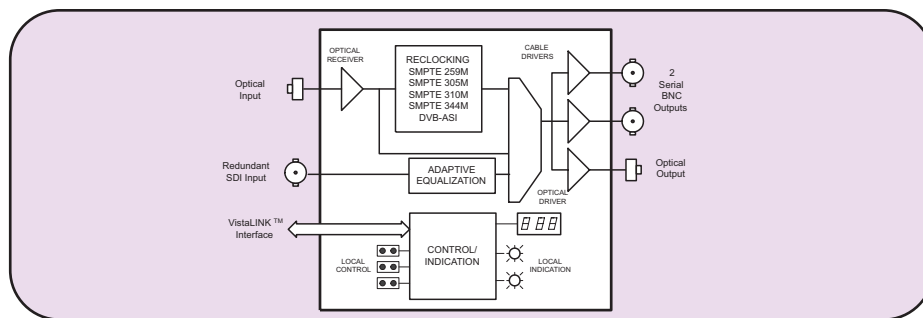 OPTICAL
RECEIVER
Optical
Input
RECLOCKING
SMPTE 259M
SMPTE 305M
SMPTE 310M
SMPTE 344M
DVB-ASI
CABLE
DRIVERS
2
Serial
BNC
Outputs
Redundant
SDI Input
ADAPTIVE
EQUALIZATION
OPTICAL
DRIVER
Optical
Output
VistaLINK ™
Interface
LOCAL
CONTROL
CONTROL/
INDICATION
888
LOCAL
INDICATION